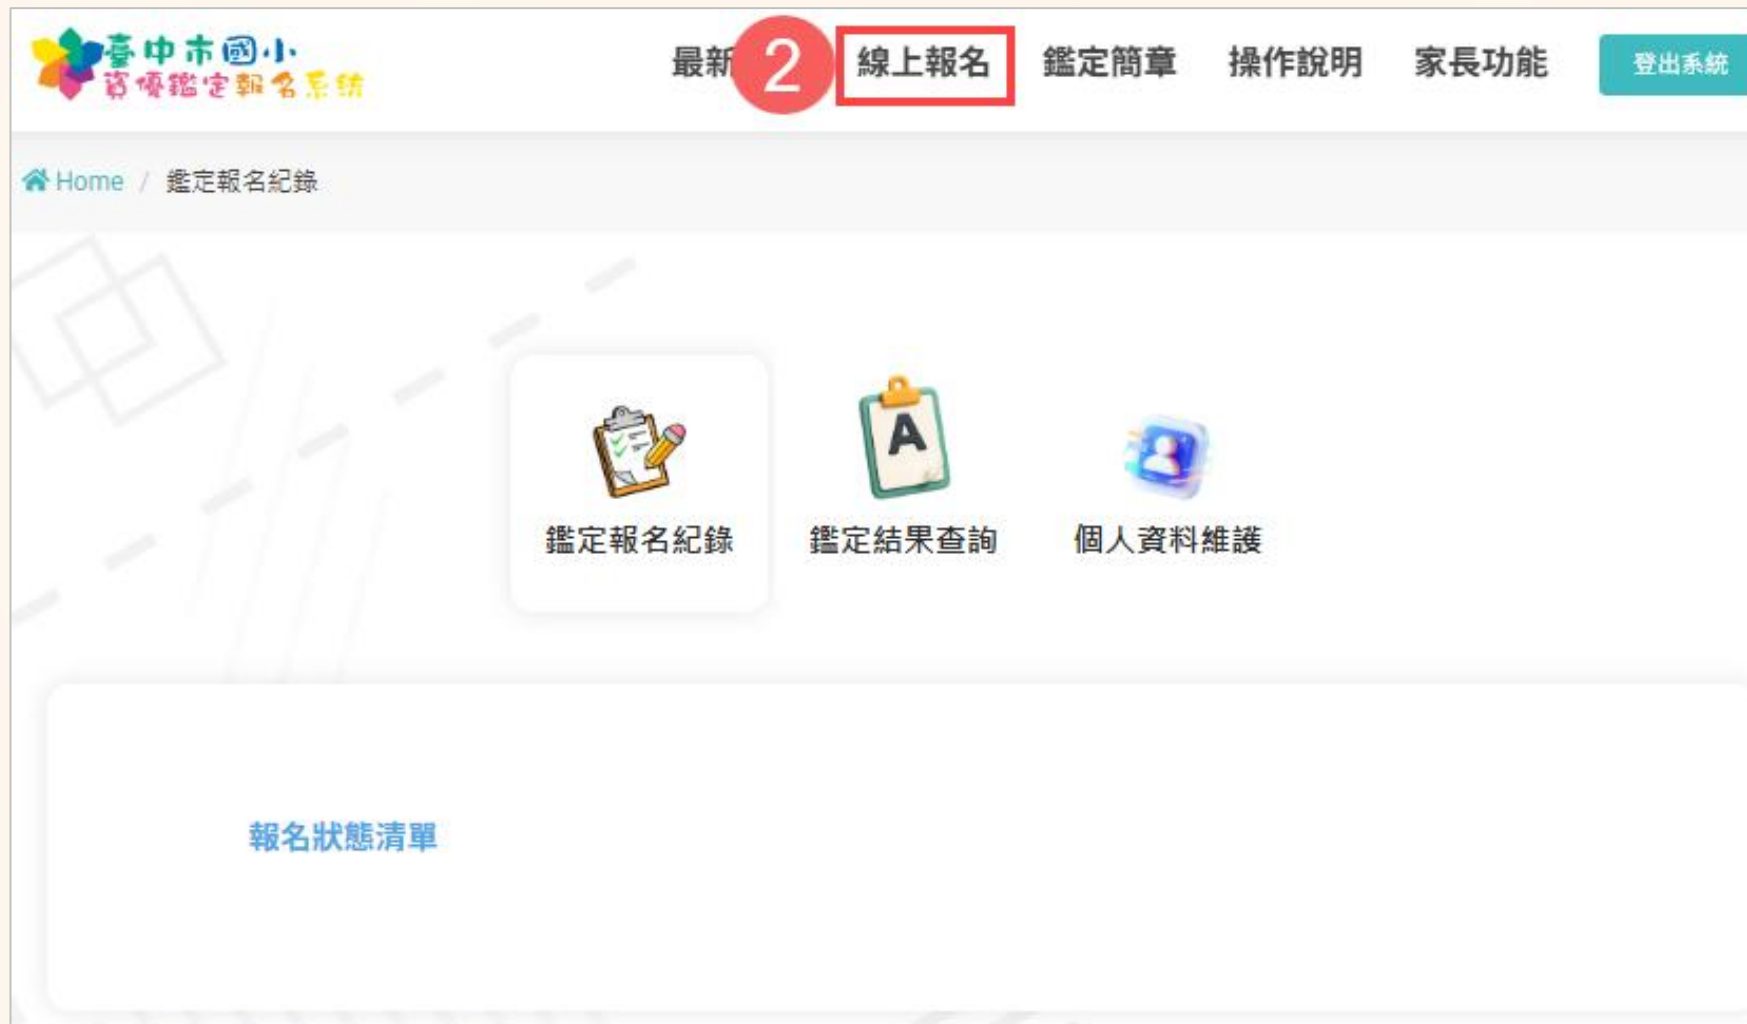 臺中市國小
資優鑑定報名系統
最新 2 線上報名 鑑定簡章 操作說明 家長功能 登出系統
Home / 鑑定報名紀錄
A
鑑定報名紀錄 鑑定結果查詢 個人資料維護
報名狀態清單